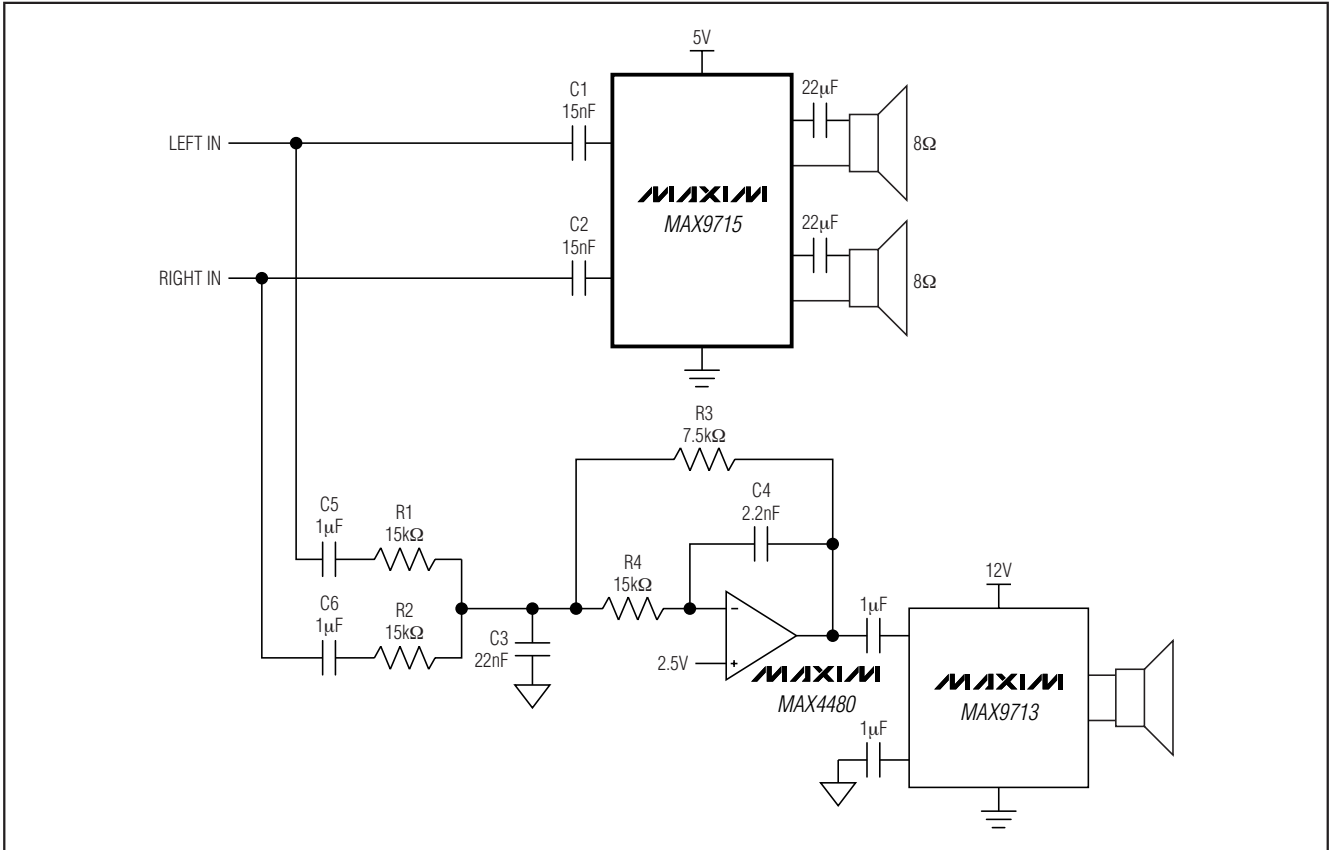 5V
C1
15nF
22µF
LEFT IN
8Ω
MAXIM
MAX9715
C2
15nF
22µF
RIGHT IN
8Ω
R3
7.5kΩ
C5
1µF
R1
15kΩ
C4
2.2nF
R4
15kΩ
C6
1µF
R2
15kΩ
C3
22nF
−
+
2.5V
MAXIM
MAX4480
1µF
12V
MAXIM
MAX9713
1µF